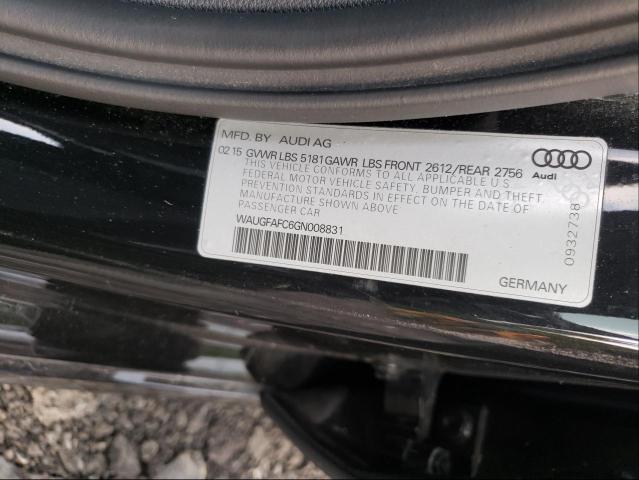 MFD. BY AUDI AG
02 15 GVWR LBS 5181 GAWR LBS FRONT 2612/REAR 2756
THIS VEHICLE CONFORMS TO ALL APPLICABLE U S
FEDERAL MOTOR VEHICLE SAFETY, BUMPER AND THEFT
PREVENTION STANDARDS IN EFFECT ON THE DATE OF
MANUFACTURE SHOWN ABOVE
PASSENGER CAR
WAUGFAFC6GN008831
Audi
0932738
GERMANY